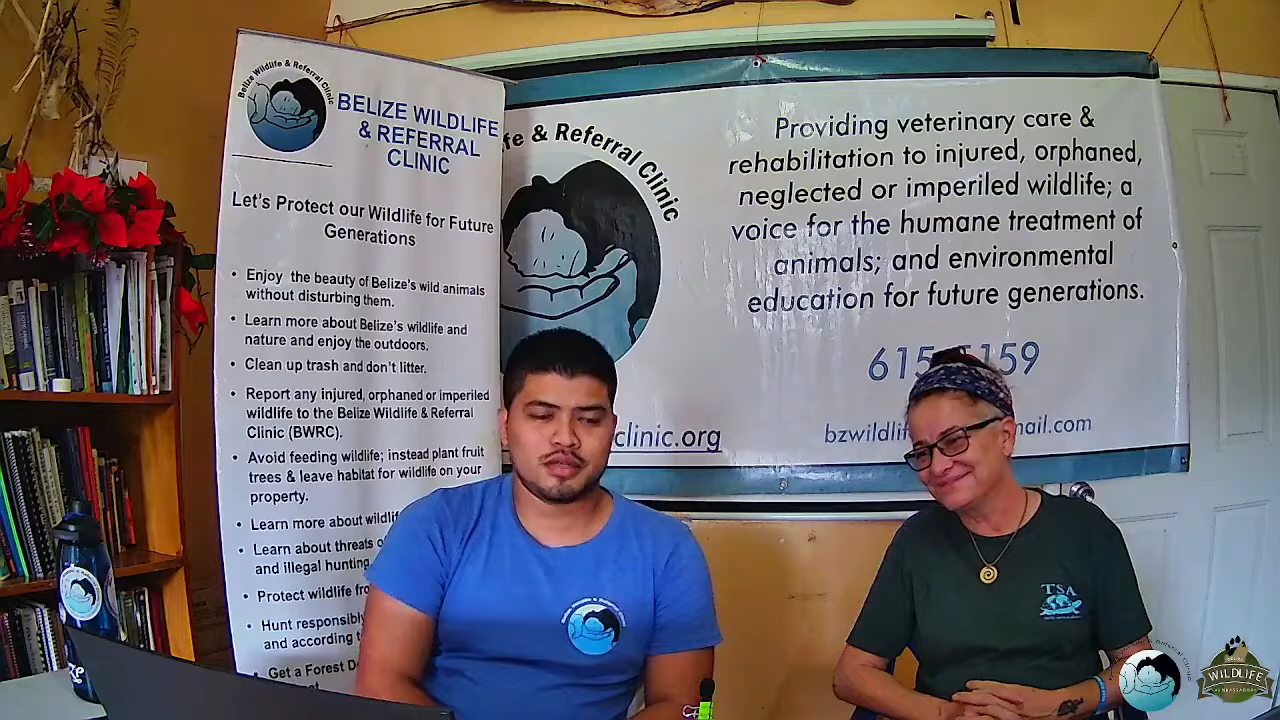 Belize Wildlife & Referral Clinic
BELIZE WILDLIFE
& REFERRAL
CLINIC
Let's Protect our Wildlife for Future
Generations
• Enjoy the beauty of Belize's wild animals
without disturbing them.
• Learn more about Belize's wildlife and
nature and enjoy the outdoors.
• Clean up trash and don't litter.
• Report any injured, orphaned or imperiled
wildlife to the Belize Wildlife & Referral
Clinic (BWRC).
• Avoid feeding wildlife; instead plant fruit
trees & leave habitat for wildlife on your
property.
• Learn more about wildlif
• Learn about threats
and illegal hunting
• Protect wildlife
• Hunt responsibly
and according
• Get a Forest
fe & Referral Clinic
Providing veterinary care &
rehabilitation to injured, orphaned,
neglected or imperiled wildlife; a
voice for the humane treatment of
animals; and environmental
education for future generations.
615 159
clinic.org
bzwildlif ail.com
TSA
WILDLIFE